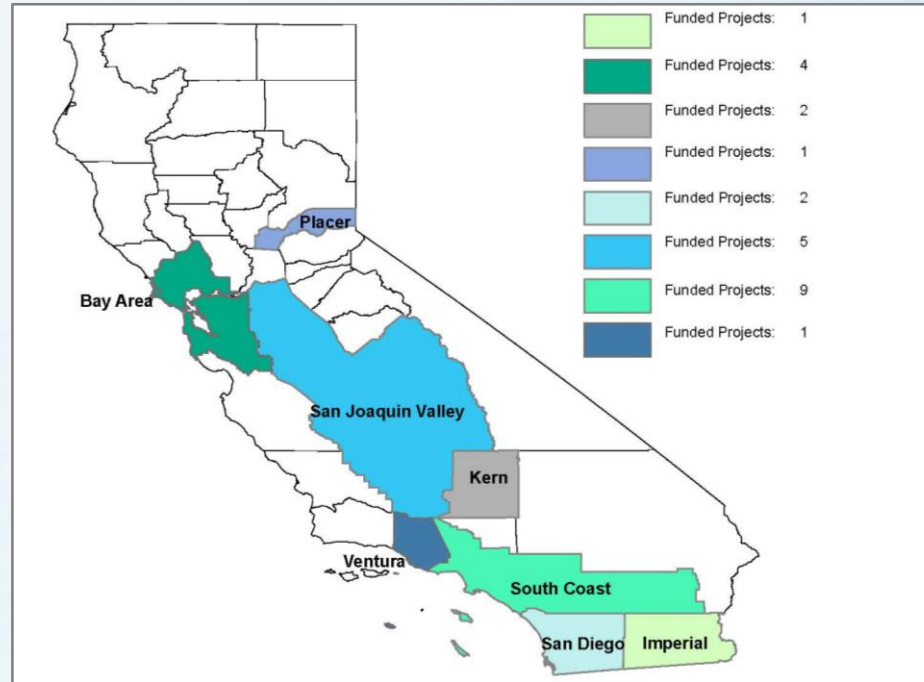 Funded Projects: 1
Funded Projects: 4
Funded Projects: 2
Funded Projects: 1
Funded Projects: 2
Funded Projects: 5
Funded Projects: 9
Funded Projects: 1
Placer
Bay Area
San Joaquin Valley
Kern
Ventura
South Coast
San Diego
Imperial